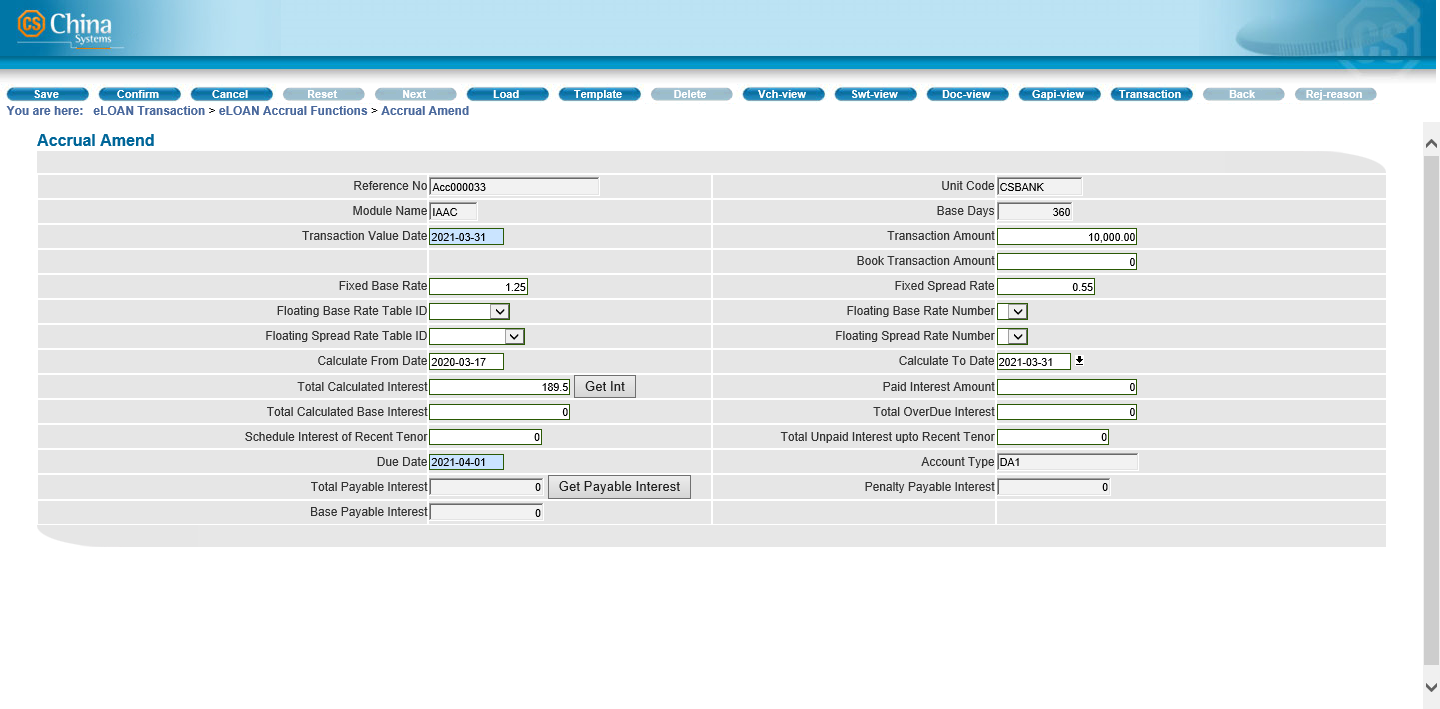 CS China
Systems
Save Confirm Cancel Reset Next Load Template Delete Vch-view Swt-view Doc-view Gapi-view Transaction Back Rej-reason
You are here: eLOAN Transaction > eLOAN Accrual Functions > Accrual Amend
Accrual Amend
Reference No Acc000033 Unit Code CSBANK
Module Name IAAC Base Days 360
Transaction Value Date 2021-03-31 Transaction Amount 10,000.00
Book Transaction Amount 0
Fixed Base Rate 1.25 Fixed Spread Rate 0.55
Floating Base Rate Table ID Floating Base Rate Number
Floating Spread Rate Table ID Floating Spread Rate Number
Calculate From Date 2020-03-17 Calculate To Date 2021-03-31
Total Calculated Interest 189.5 Get Int Paid Interest Amount 0
Total Calculated Base Interest 0 Total OverDue Interest 0
Schedule Interest of Recent Tenor 0 Total Unpaid Interest upto Recent Tenor 0
Due Date 2021-04-01 Account Type DA1
Total Payable Interest 0 Get Payable Interest Penalty Payable Interest 0
Base Payable Interest 0